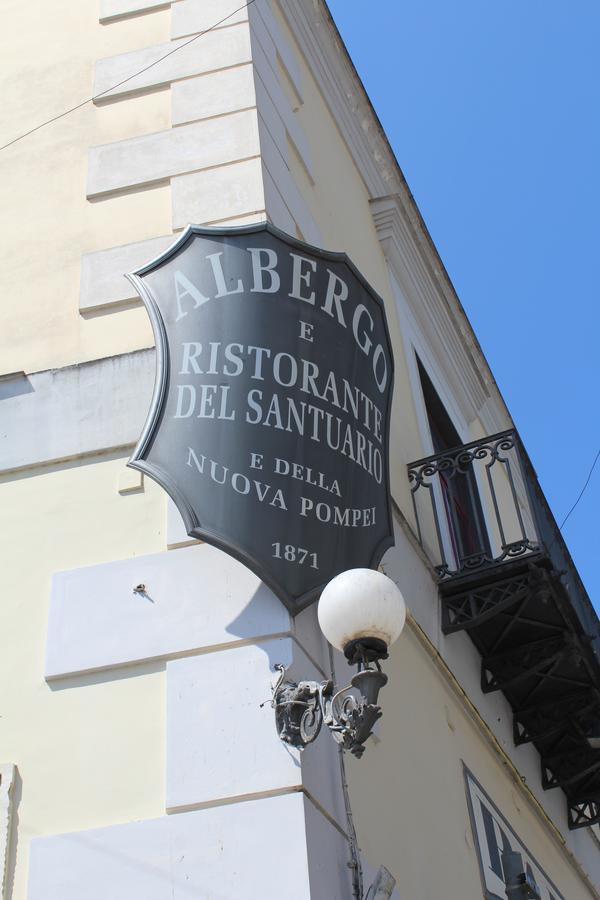 ALBERGO
E
RISTORANTE
DEL SANTUARIO
E DELLA
NUOVA POMPEI
1871